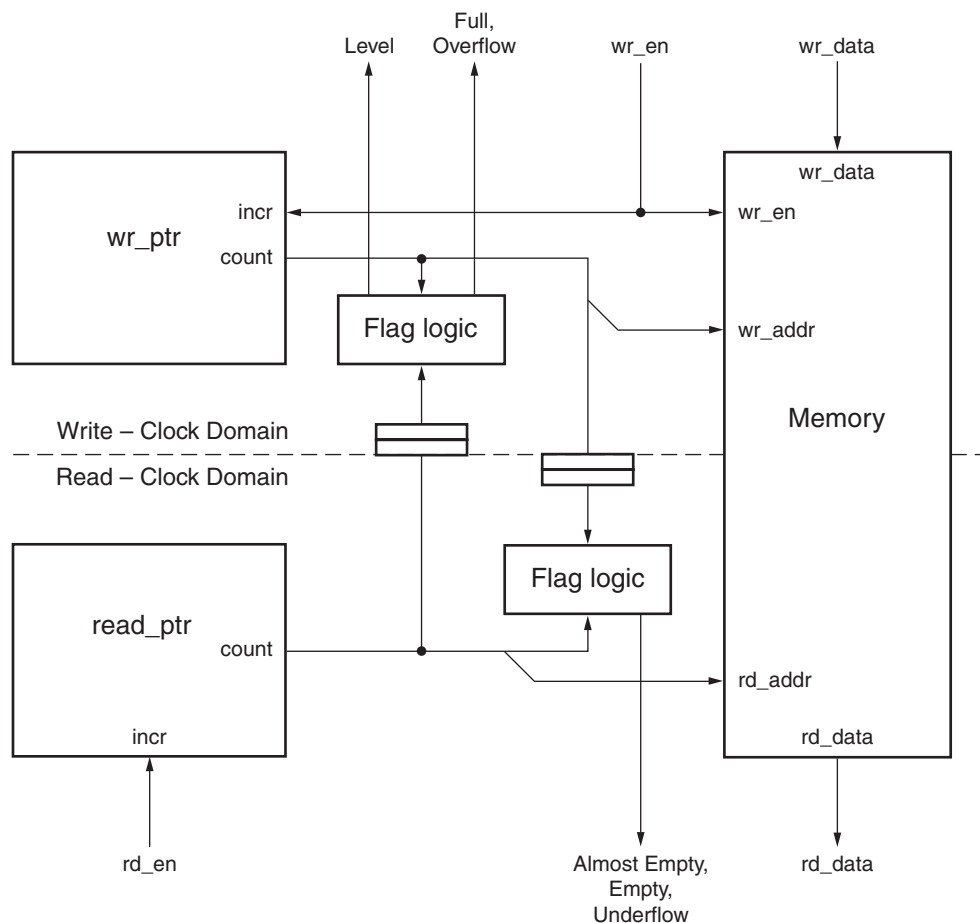 Full,
Level
Overflow
wr_en
wr_data
wr_data
incr
wr_en
wr_ptr
count
Flag logic
wr_addr
Memory
Write – Clock Domain
Read – Clock Domain
Flag logic
read_ptr
count
rd_addr
incr
rd_data
rd_en
Almost Empty,
Empty,
Underflow
rd_data